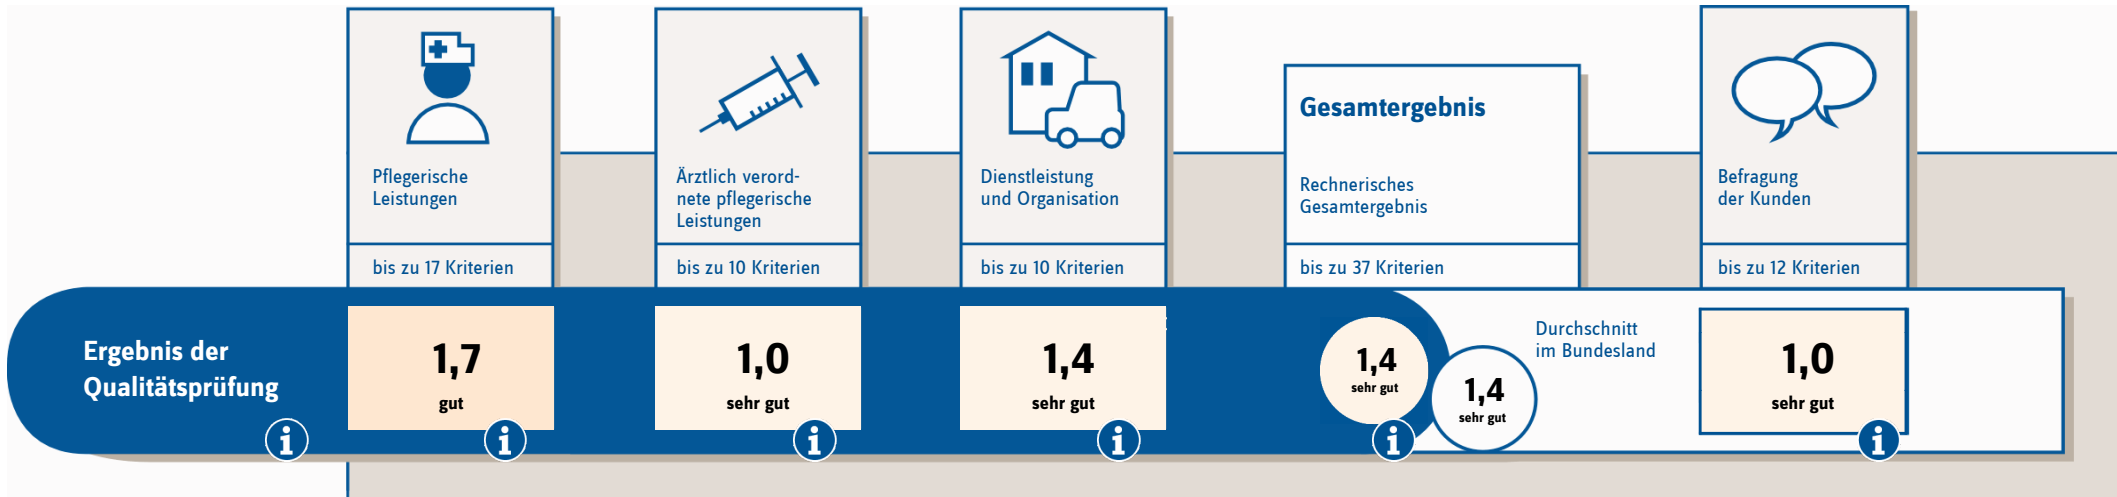 Pflegerische
Leistungen
bis zu 17 Kriterien
Ärztlich verord-
nete pflegerische
Leistungen
bis zu 10 Kriterien
Dienstleistung
und Organisation
bis zu 10 Kriterien
Gesamtergebnis
Rechnerisches
Gesamtergebnis
bis zu 37 Kriterien
Befragung
der Kunden
bis zu 12 Kriterien
Ergebnis der
Qualitätsprüfung
i
1,7
gut
i
1,0
sehr gut
i
1,4
sehr gut
i
1,4
sehr gut
i
1,4
sehr gut
Durchschnitt
im Bundesland
1,0
sehr gut
i